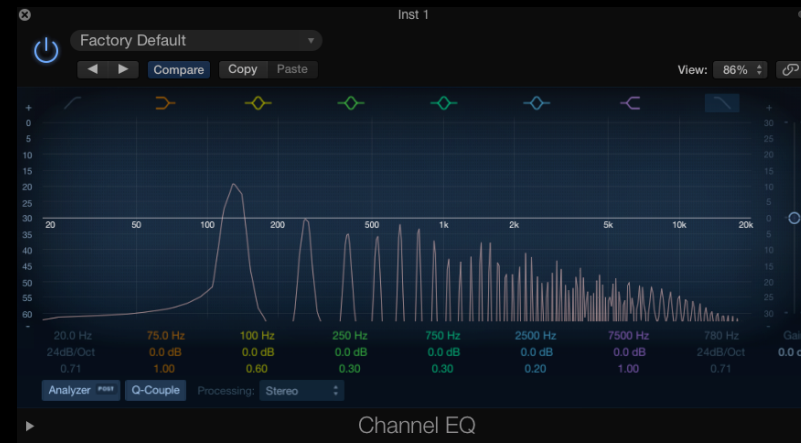 Inst 1
Factory Default
Compare Copy Paste View: 86%
+ +
0 30
5 25
10 20
15 15
20 10
25 5
30 20 50 100 200 500 1k 2k 5k 10k 20k 0
35 5
40 10
45 15
50 20
55 25
60 30
- -
20.0 Hz 75.0 Hz 100 Hz 250 Hz 750 Hz 2500 Hz 7500 Hz 780 Hz Gai
24dB/Oct 0.0 dB 0.0 dB 0.0 dB 0.0 dB 0.0 dB 0.0 dB 24dB/Oct 0.0 d
0.71 1.00 0.60 0.30 0.30 0.20 1.00 0.71
Analyzer POST Q-Couple Processing: Stereo
Channel EQ